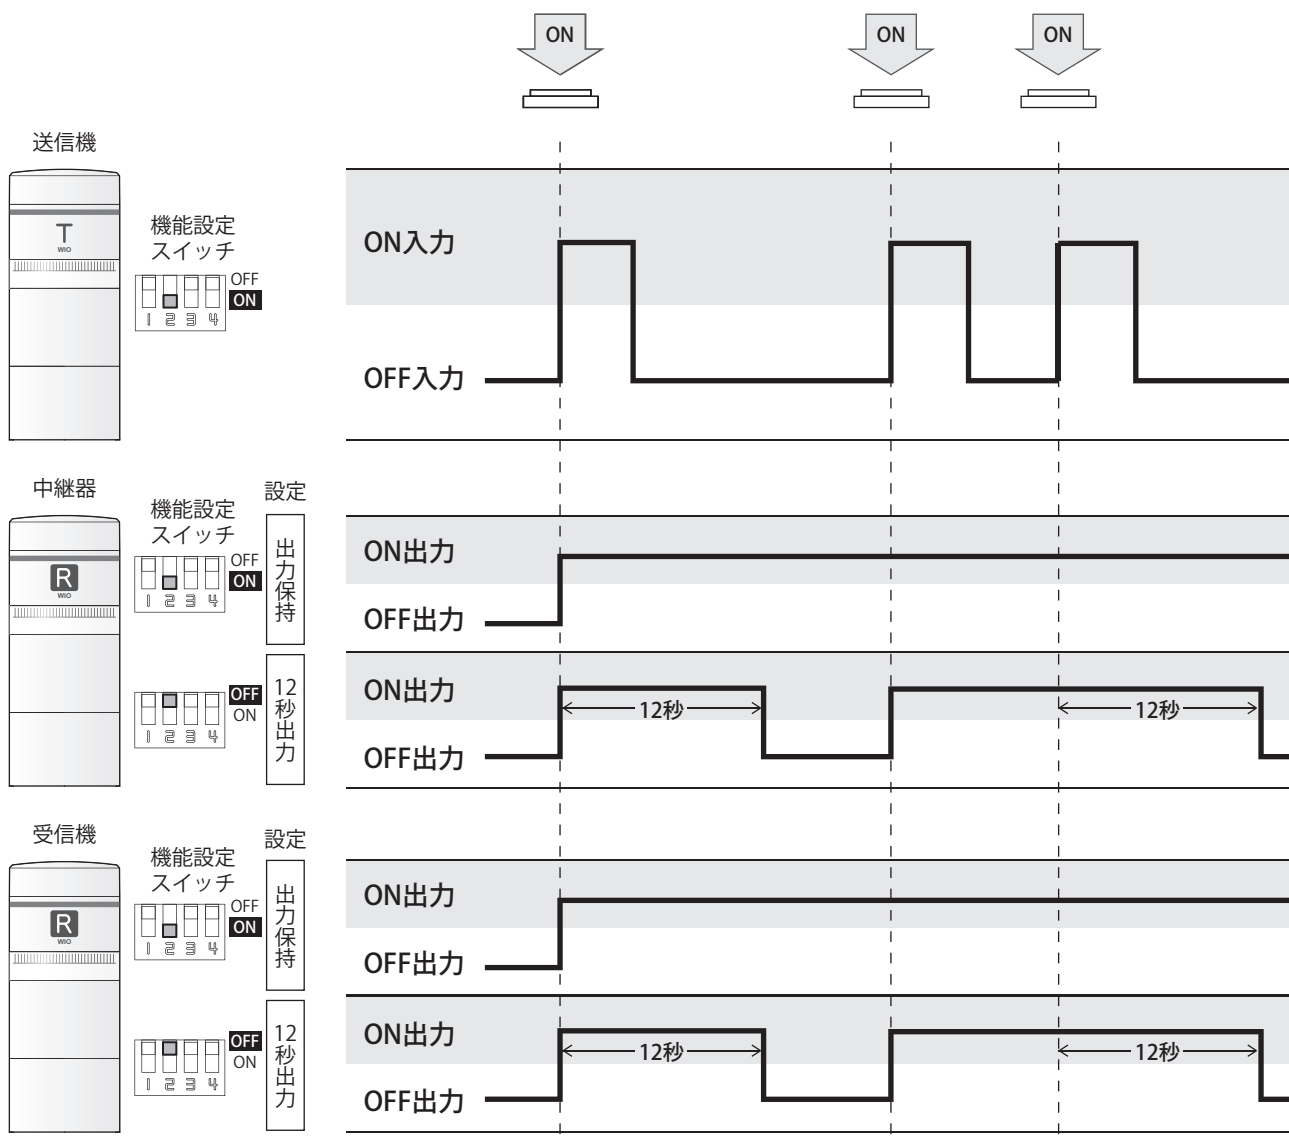 ON
ON
ON
送信機
T
WIO
機能設定
スイッチ
OFF
ON
1 2 3 4
ON入力
OFF入力
中継器
R
WIO
機能設定
スイッチ
設定
OFF
ON
1 2 3 4
出力保持
ON出力
OFF出力
OFF
ON
1 2 3 4
12秒出力
ON出力
12秒
12秒
OFF出力
受信機
R
WIO
機能設定
スイッチ
設定
OFF
ON
1 2 3 4
出力保持
ON出力
OFF出力
OFF
ON
1 2 3 4
12秒出力
ON出力
12秒
12秒
OFF出力